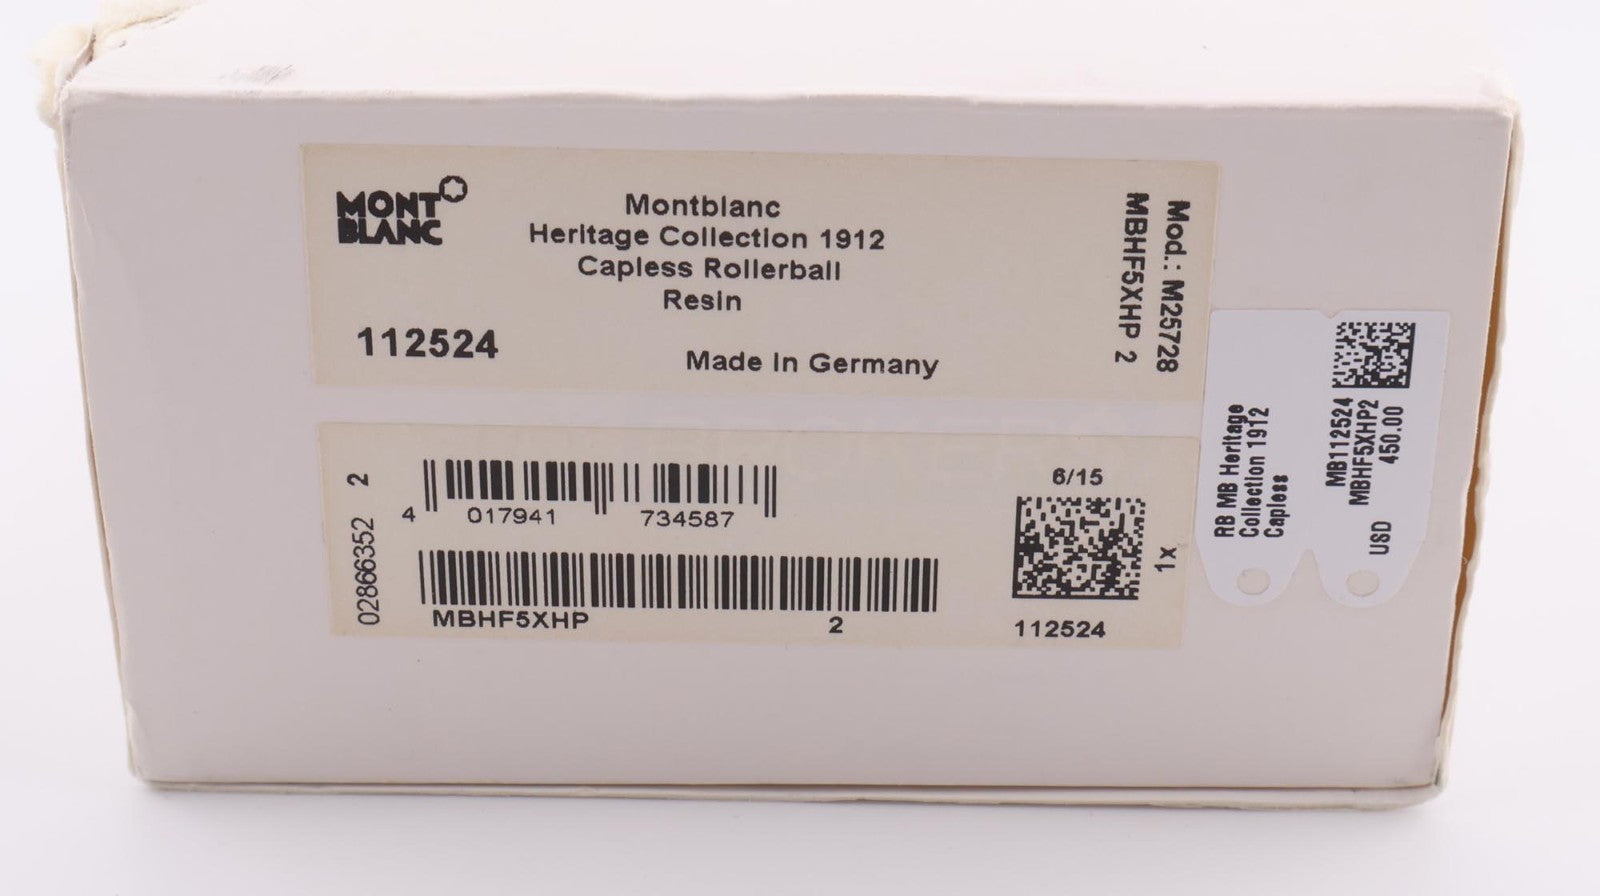 MONT
BLANC
Montblanc
Heritage Collection 1912
Capless Rollerball
Resin
112524
Made in Germany
Mod.: M25728
MBHF5XHP 2
02866352 2
4 017941 734587
MBHF5XHP 2
6/15
x1
112524
RB MB Heritage
Collection 1912
Capless
MB112524
MBHF5XHP2
USD 450.00